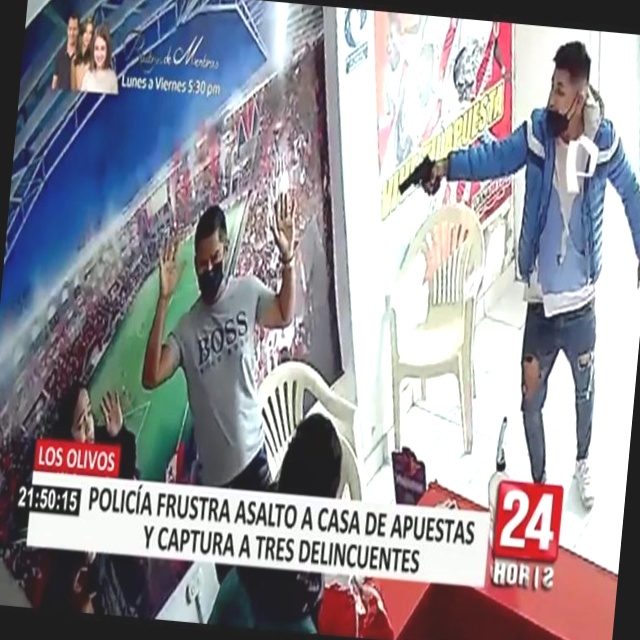 Lunes a Viernes 5:30 pm
BOSS
LOS OLIVOS
21:50:15
POLICÍA FRUSTRA ASALTO A CASA DE APUESTAS
Y CAPTURA A TRES DELINCUENTES
24
HOR